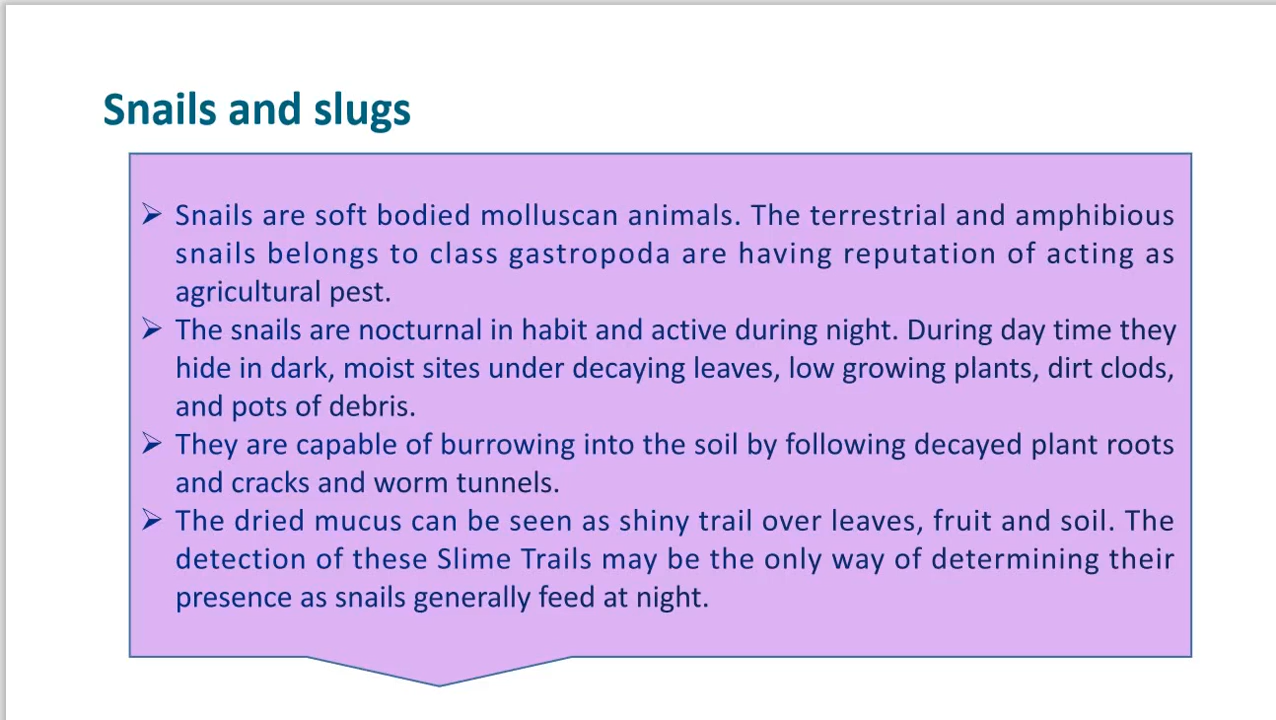 Snails and slugs
➢ Snails are soft bodied molluscan animals. The terrestrial and amphibious
snails belongs to class gastropoda are having reputation of acting as
agricultural pest.
➢ The snails are nocturnal in habit and active during night. During day time they
hide in dark, moist sites under decaying leaves, low growing plants, dirt clods,
and pots of debris.
➢ They are capable of burrowing into the soil by following decayed plant roots
and cracks and worm tunnels.
➢ The dried mucus can be seen as shiny trail over leaves, fruit and soil. The
detection of these Slime Trails may be the only way of determining their
presence as snails generally feed at night.